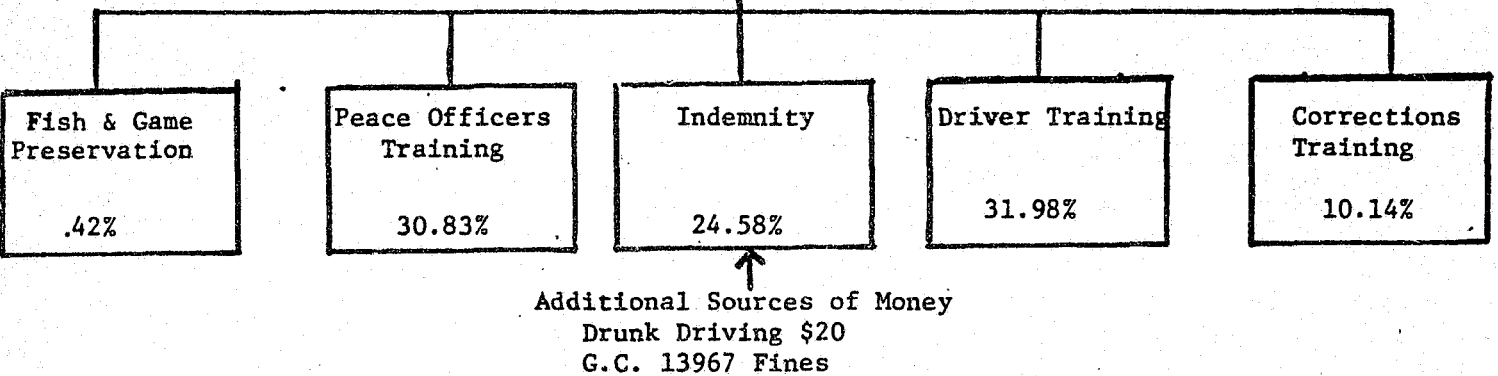 Fish & Game
Preservation
.42%
Peace Officers
Training
30.83%
Indemnity
24.58%
Driver Training
31.98%
Corrections
Training
10.14%
Additional Sources of Money
Drunk Driving $20
G.C. 13967 Fines